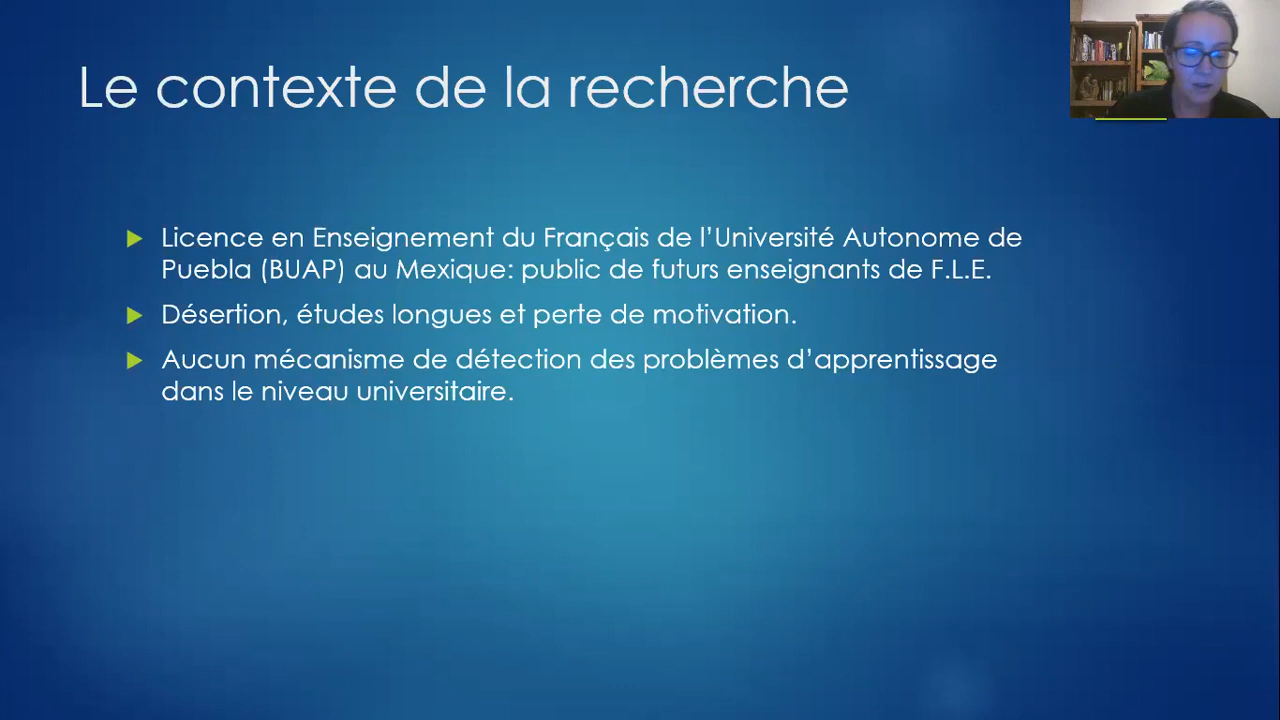 Le contexte de la recherche
Licence en Enseignement du Français de l'Université Autonome de
Puebla (BUAP) au Mexique: public de futurs enseignants de F.L.E.
Désertion, études longues et perte de motivation.
Aucun mécanisme de détection des problèmes d'apprentissage
dans le niveau universitaire.